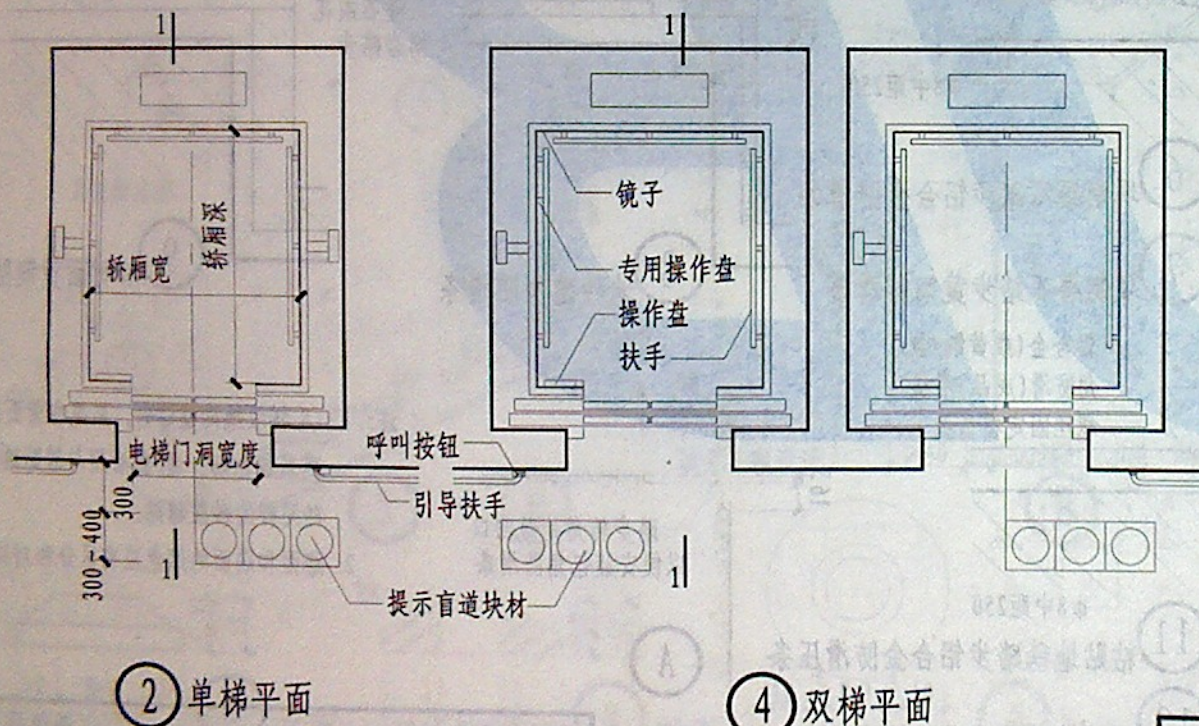 1
1
镜子
轿厢深
轿厢宽
专用操作盘
操作盘
扶手
呼叫按钮
电梯门洞宽度
引导扶手
300
300~400
1
1
提示盲道块材
2 单梯平面
4 双梯平面